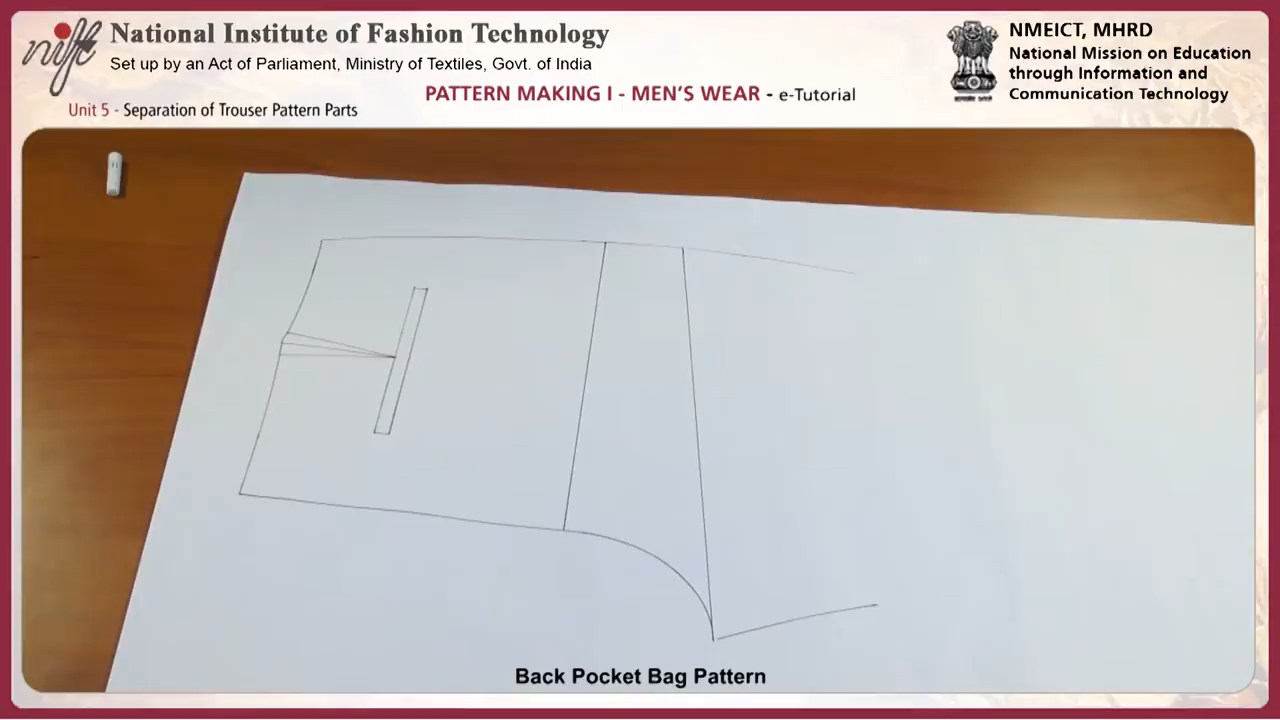 nift
National Institute of Fashion Technology
Set up by an Act of Parliament, Ministry of Textiles, Govt. of India
NMEICT, MHRD
National Mission on Education
through Information and
Communication Technology
PATTERN MAKING I - MEN'S WEAR - e-Tutorial
Unit 5 - Separation of Trouser Pattern Parts
Back Pocket Bag Pattern